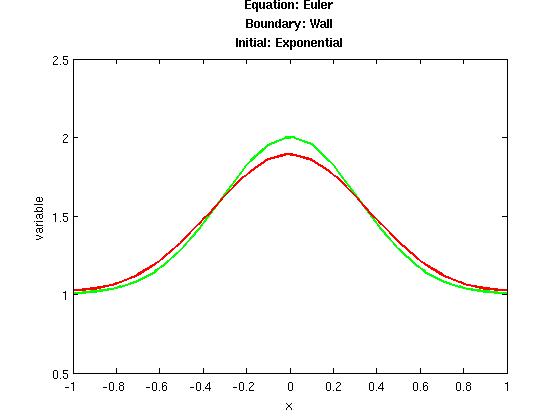 Equation: Euler
Boundary: Wall
Initial: Exponential
2.5
2
1.5
1
0.5
variable
-1 -0.8 -0.6 -0.4 -0.2 0 0.2 0.4 0.6 0.8 1
x